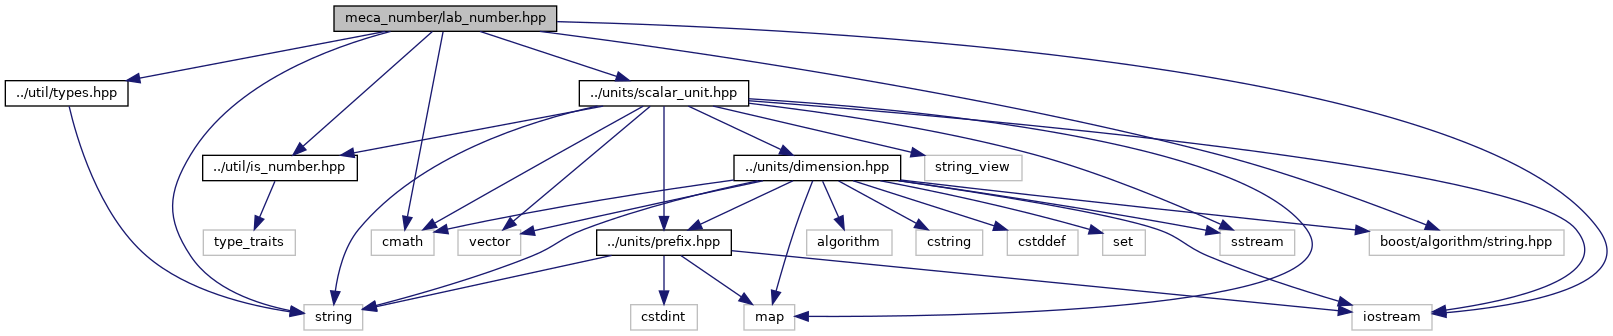 meca_number/lab_number.hpp
../util/types.hpp
../units/scalar_unit.hpp
../util/is_number.hpp
../units/dimension.hpp
string_view
type_traits
cmath
vector
../units/prefix.hpp
algorithm
cstring
cstddef
set
sstream
boost/algorithm/string.hpp
string
cstdint
map
iostream